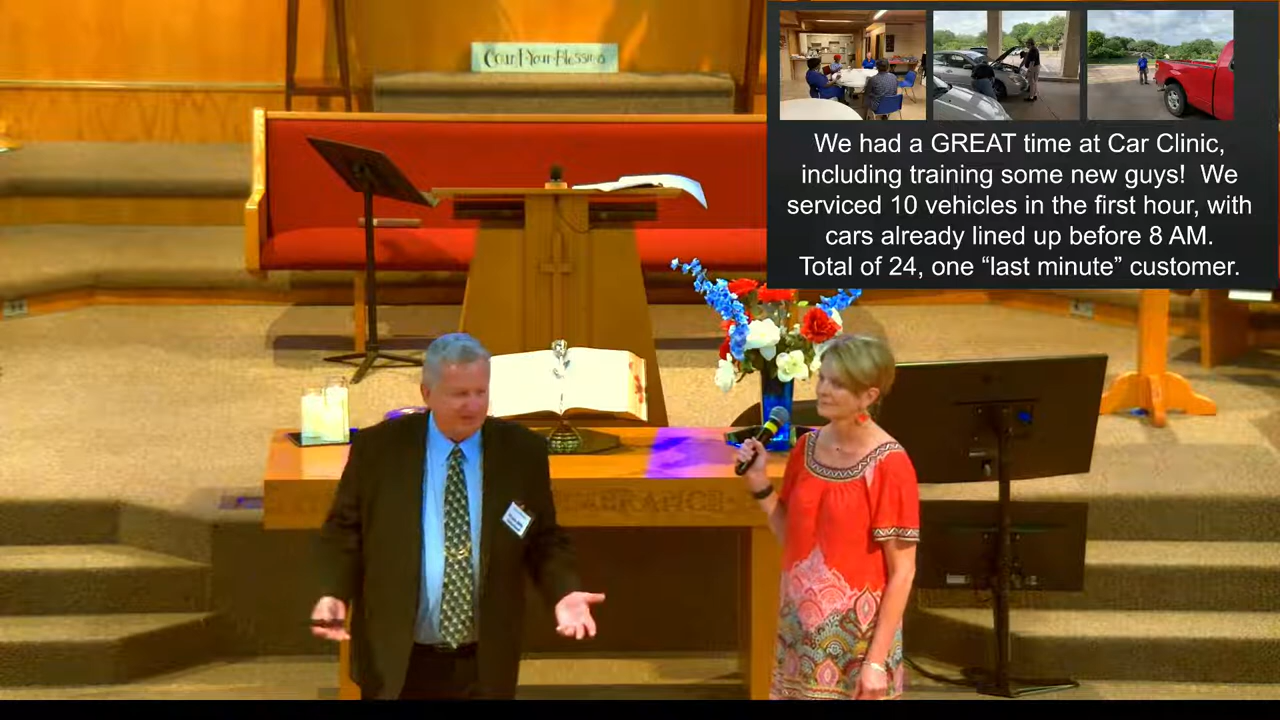 Count Your Blessings
We had a GREAT time at Car Clinic,
including training some new guys!  We
serviced 10 vehicles in the first hour, with
cars already lined up before 8 AM.
Total of 24, one “last minute” customer.